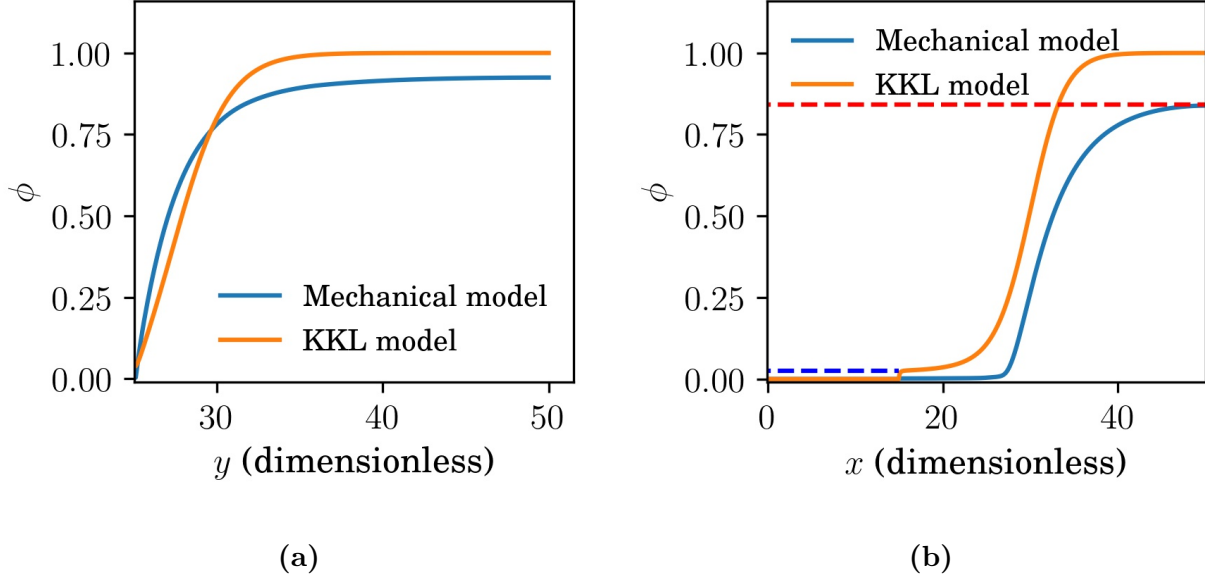 1.00
0.75
0.50
0.25
0.00
ϕ
Mechanical model
KKL model
30
40
50
y (dimensionless)
(a)
1.00
0.75
0.50
0.25
0.00
ϕ
Mechanical model
KKL model
0
20
40
x (dimensionless)
(b)